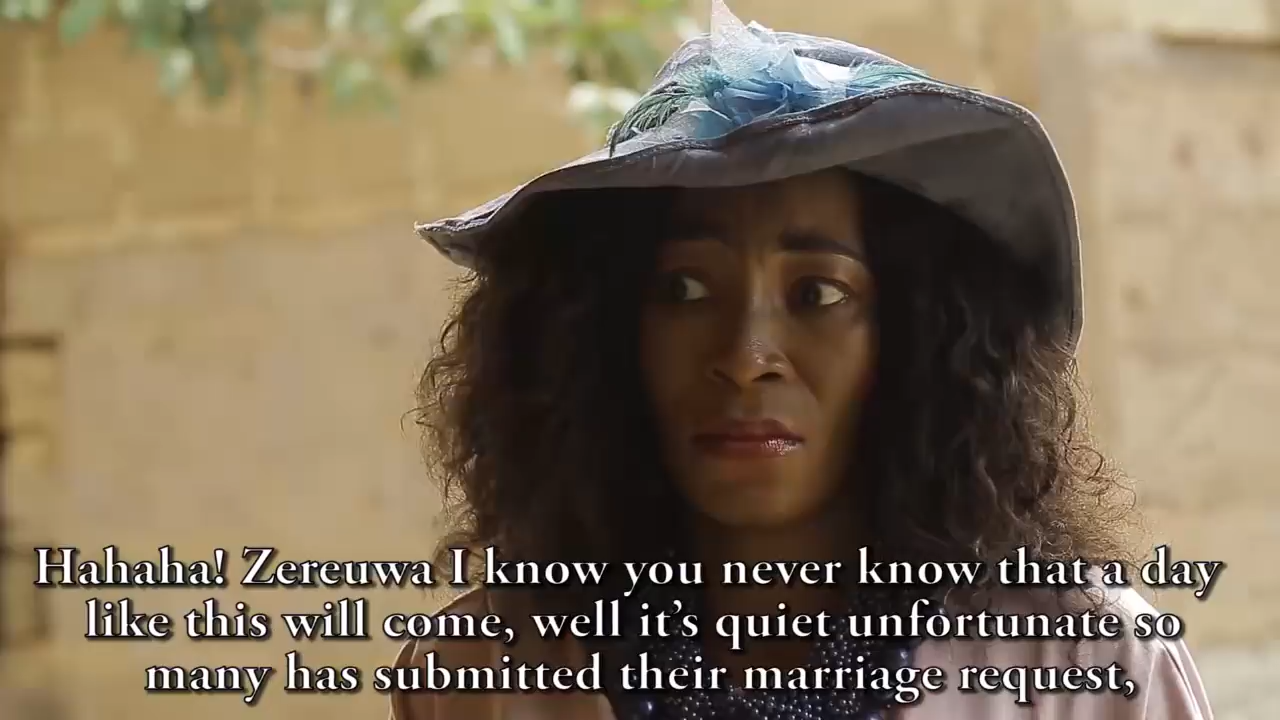 Hahaha! Zereuwa I know you never know that a day
like this will come, well it's quiet unfortunate so
many has submitted their marriage request,